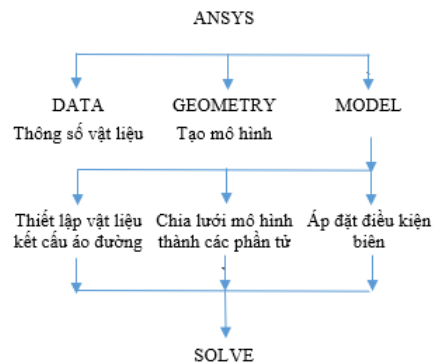 ANSYS
DATA GEOMETRY MODEL
Thông số vật liệu Tạo mô hình
Thiết lập vật liệu Chia lưới mô hình Áp đặt điều kiện
kết cấu áo đường thành các phần tử biên
SOLVE